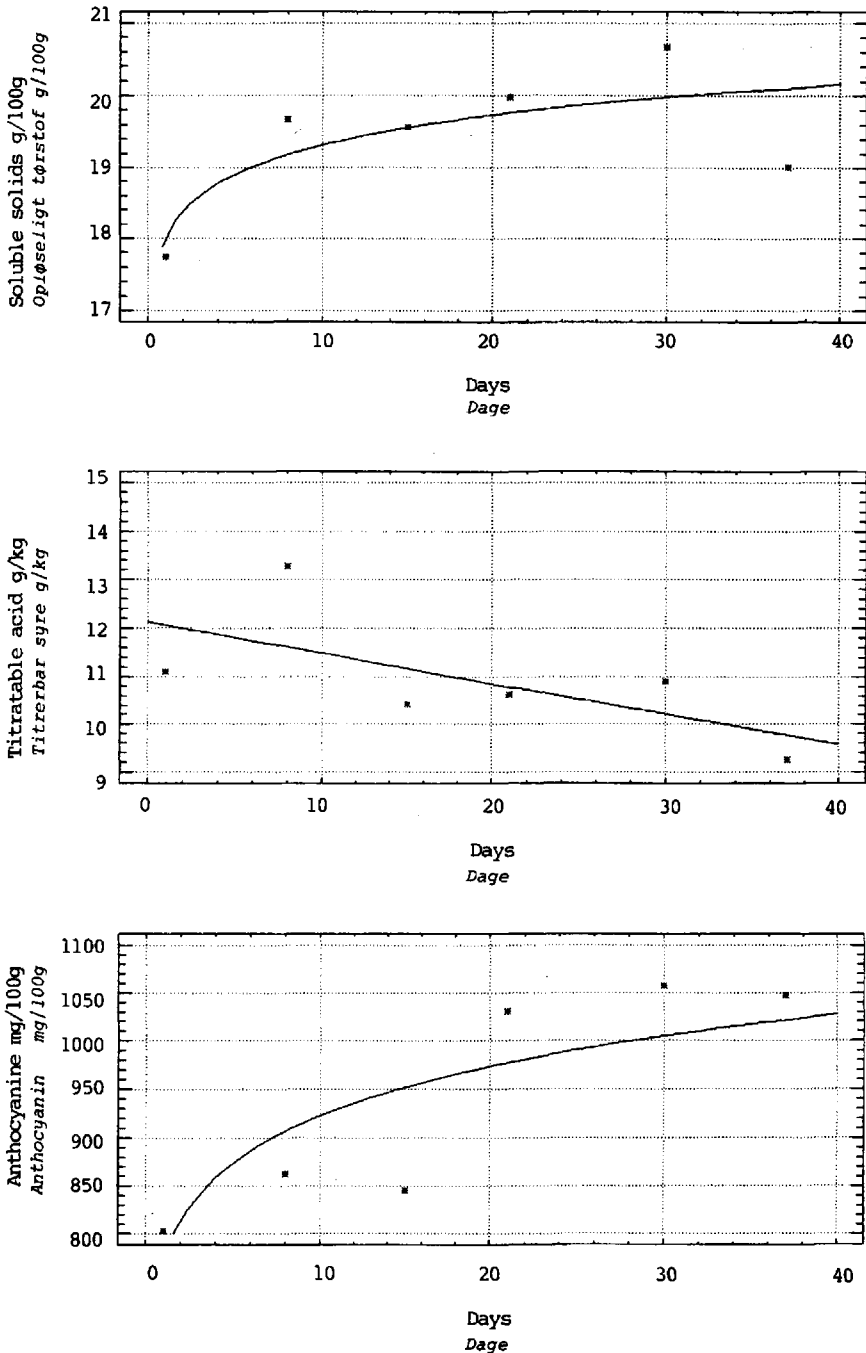 Soluble solids g/100g
Opløseligt tørstof g/100g
21
20
19
18
17
0 10 20 30 40
Days
Dage
Titratable acid g/kg
Titrerbar syre g/kg
15
14
13
12
11
10
9
0 10 20 30 40
Days
Dage
Anthocyanine mg/100g
Anthocyanin mg/100g
1100
1050
1000
950
900
850
800
0 10 20 30 40
Days
Dage